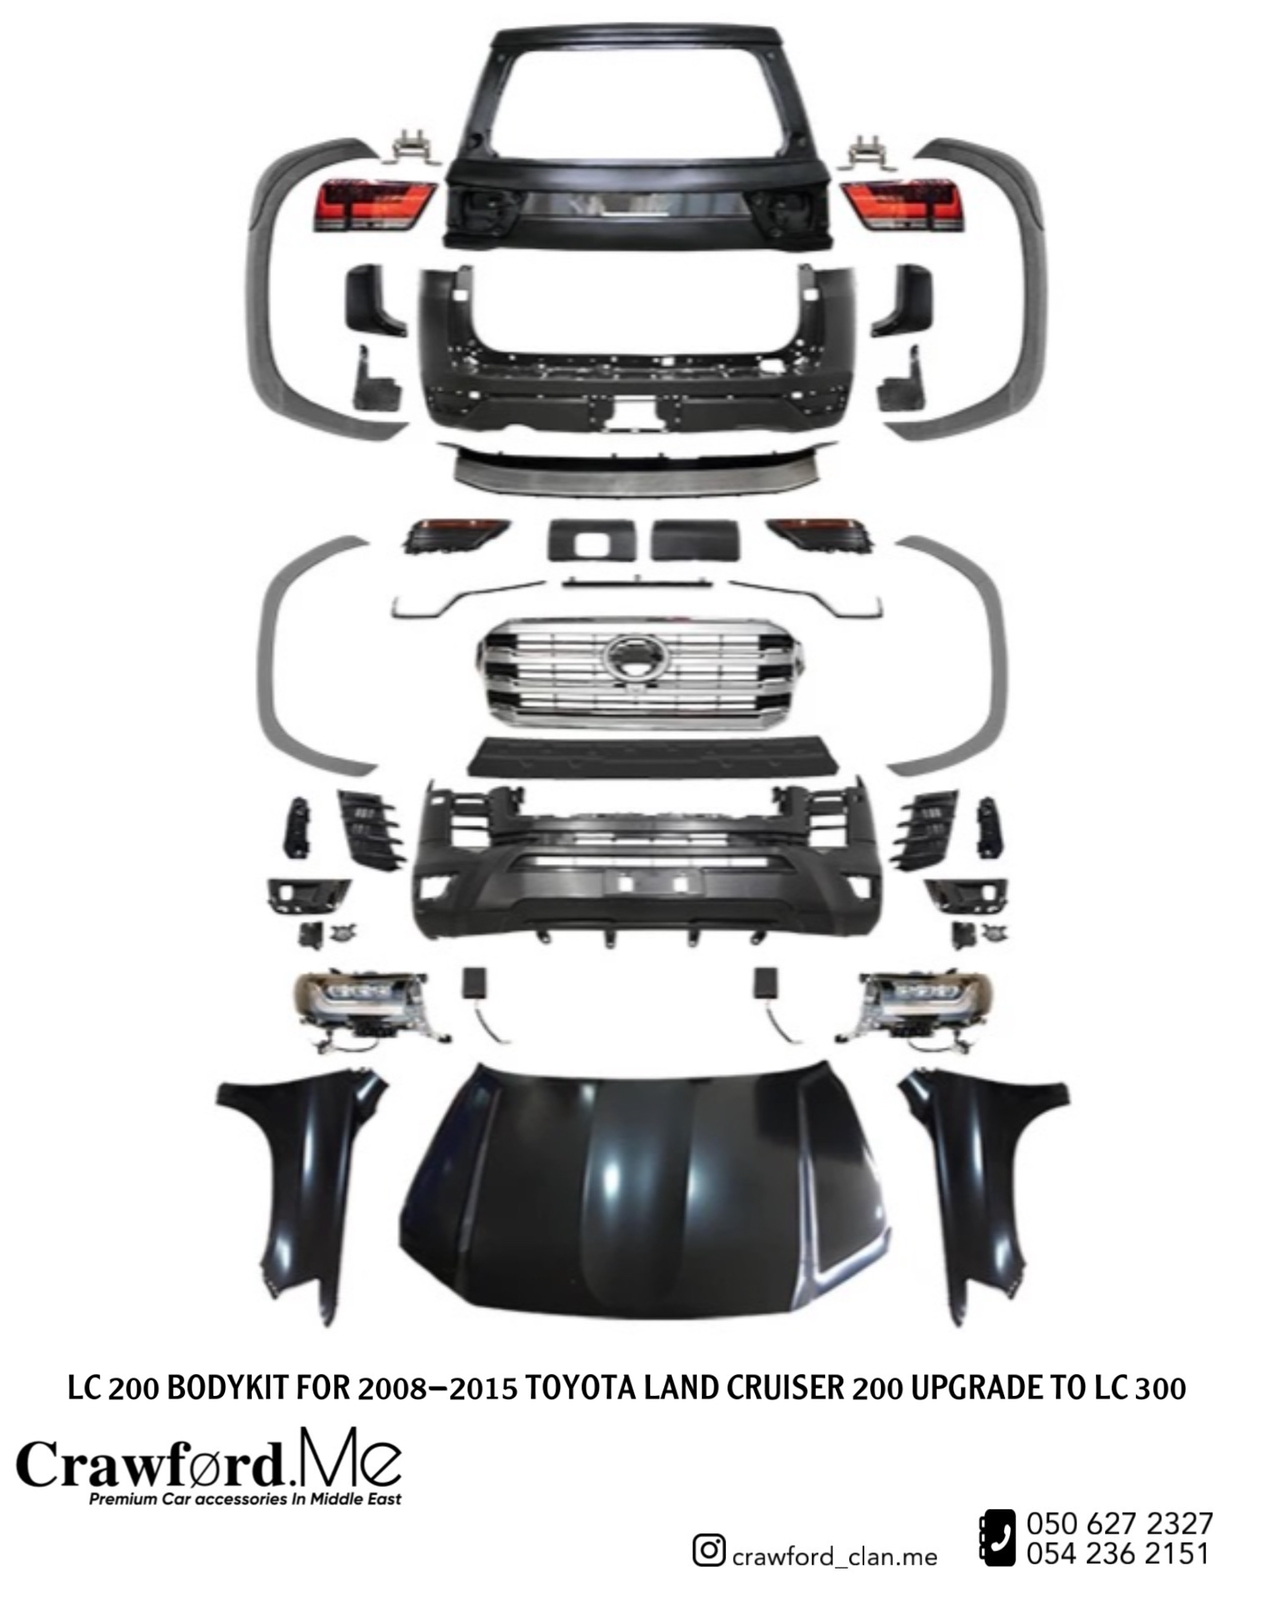 LC 200 BODYKIT FOR 2008–2015 TOYOTA LAND CRUISER 200 UPGRADE TO LC 300
Crawførd.Me
Premium Car accessories In Middle East
crawford_clan.me
050 627 2327
054 236 2151